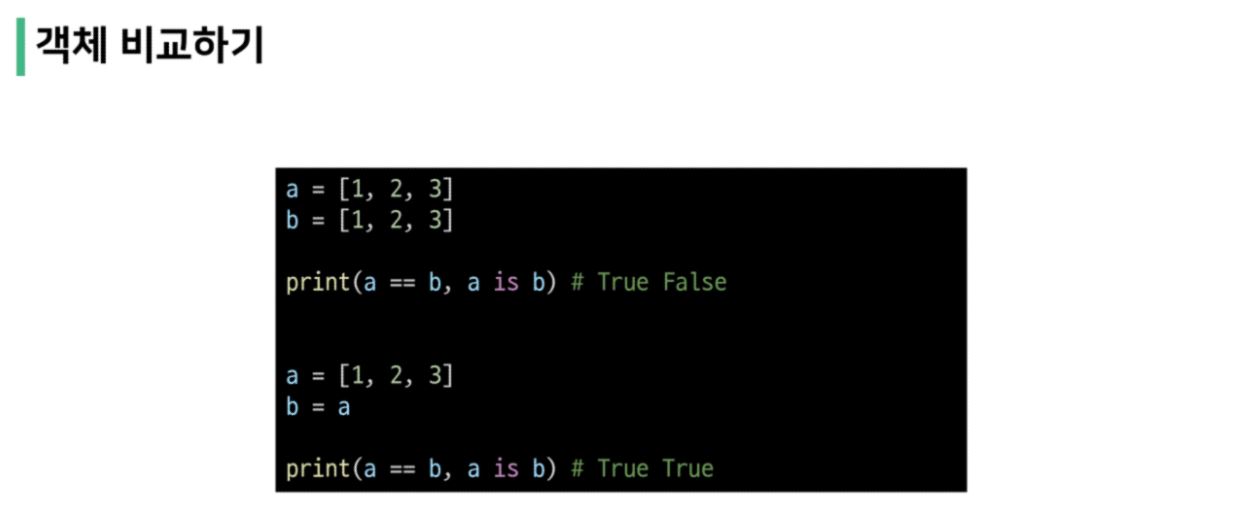 객체 비교하기
a = [1, 2, 3]
b = [1, 2, 3]
print(a == b, a is b) # True False
a = [1, 2, 3]
b = a
print(a == b, a is b) # True True